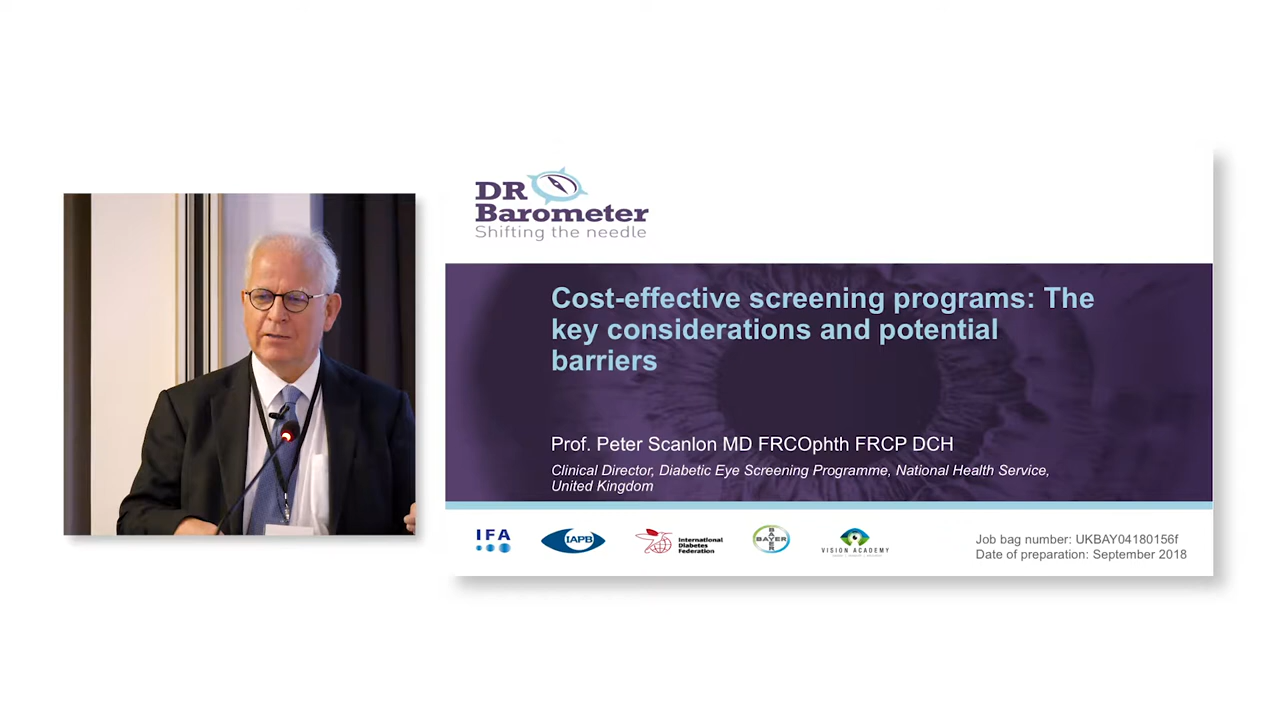 DR
Barometer
Shifting the needle
Cost-effective screening programs: The
key considerations and potential
barriers
Prof. Peter Scanlon MD FRCOphth FRCP DCH
Clinical Director, Diabetic Eye Screening Programme, National Health Service,
United Kingdom
IFA
IAPB
International
Diabetes
Federation
BAYER
BAYER
VISION ACADEMY
Job bag number: UKBAY04180156f
Date of preparation: September 2018